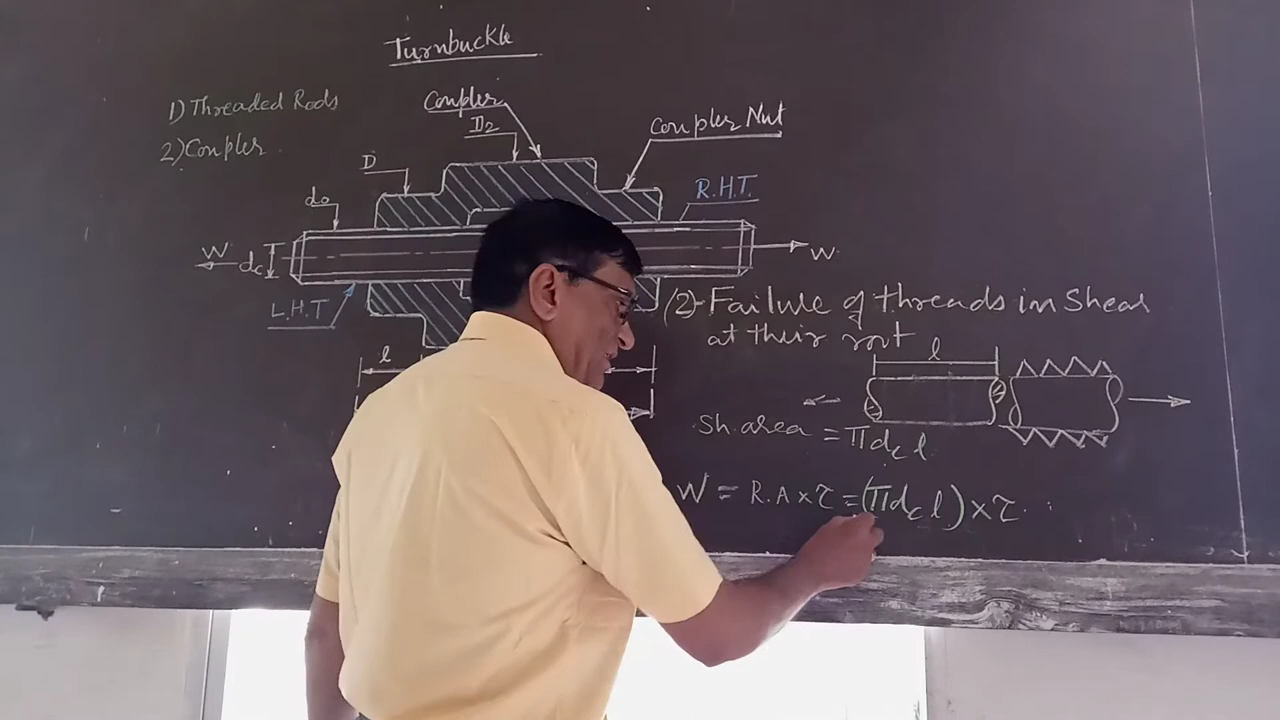 Turnbuckle
1) Threaded Rods
2) Coupler
Coupler
D2
Coupler Nut
D
do
R.H.T.
W
dc
W
L.H.T
(2) Failure of threads in Shear
at their root
l
l
Sh.area = πdc l
W = R.A × τ = (πdc l) × τ